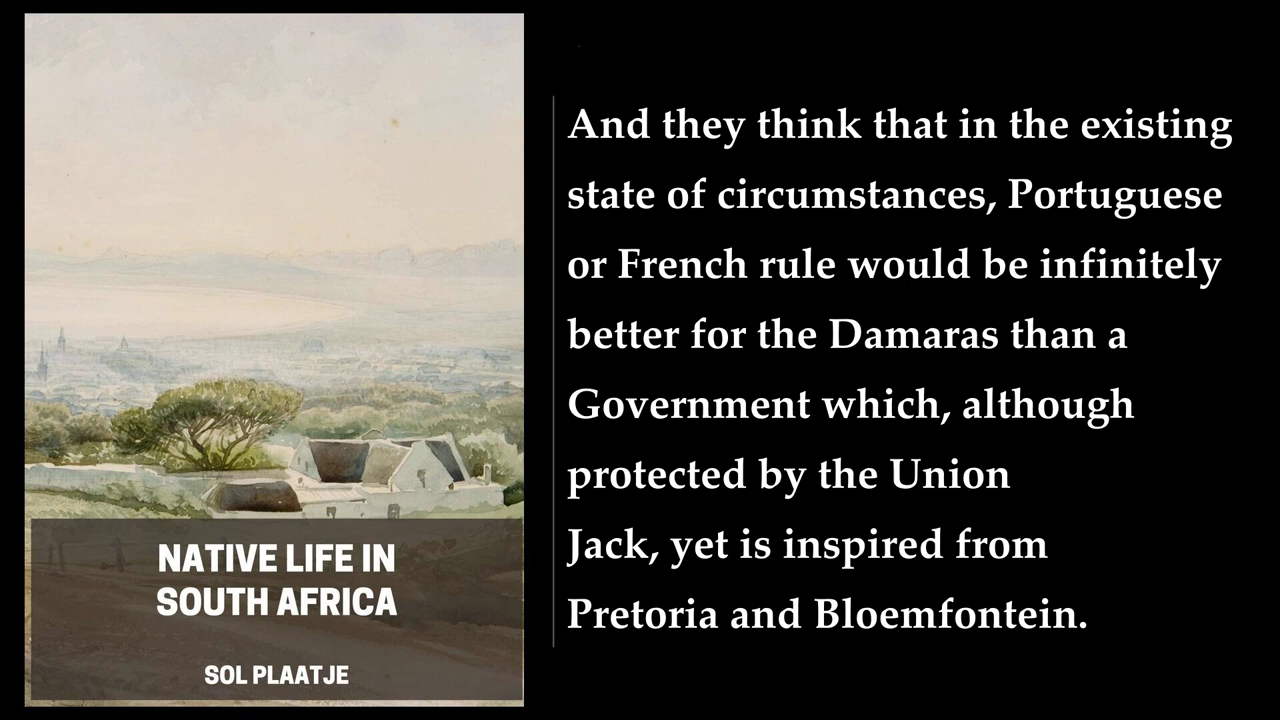 NATIVE LIFE IN
SOUTH AFRICA
SOL PLAATJE
And they think that in the existing
state of circumstances, Portuguese
or French rule would be infinitely
better for the Damaras than a
Government which, although
protected by the Union
Jack, yet is inspired from
Pretoria and Bloemfontein.